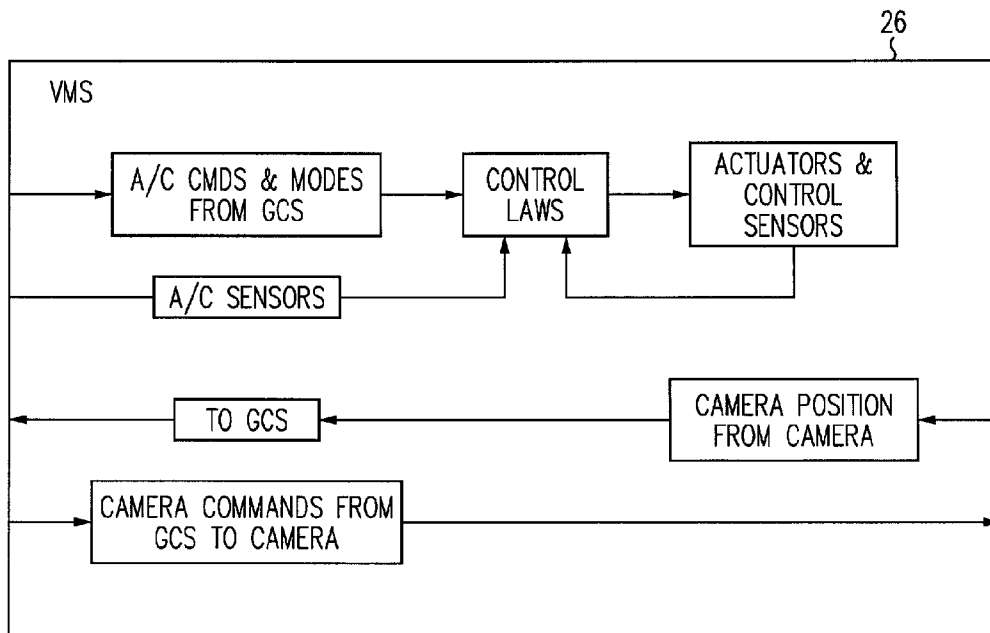 26
VMS
A/C CMDS & MODES
FROM GCS
CONTROL
LAWS
ACTUATORS &
CONTROL
SENSORS
A/C SENSORS
TO GCS
CAMERA POSITION
FROM CAMERA
CAMERA COMMANDS FROM
GCS TO CAMERA